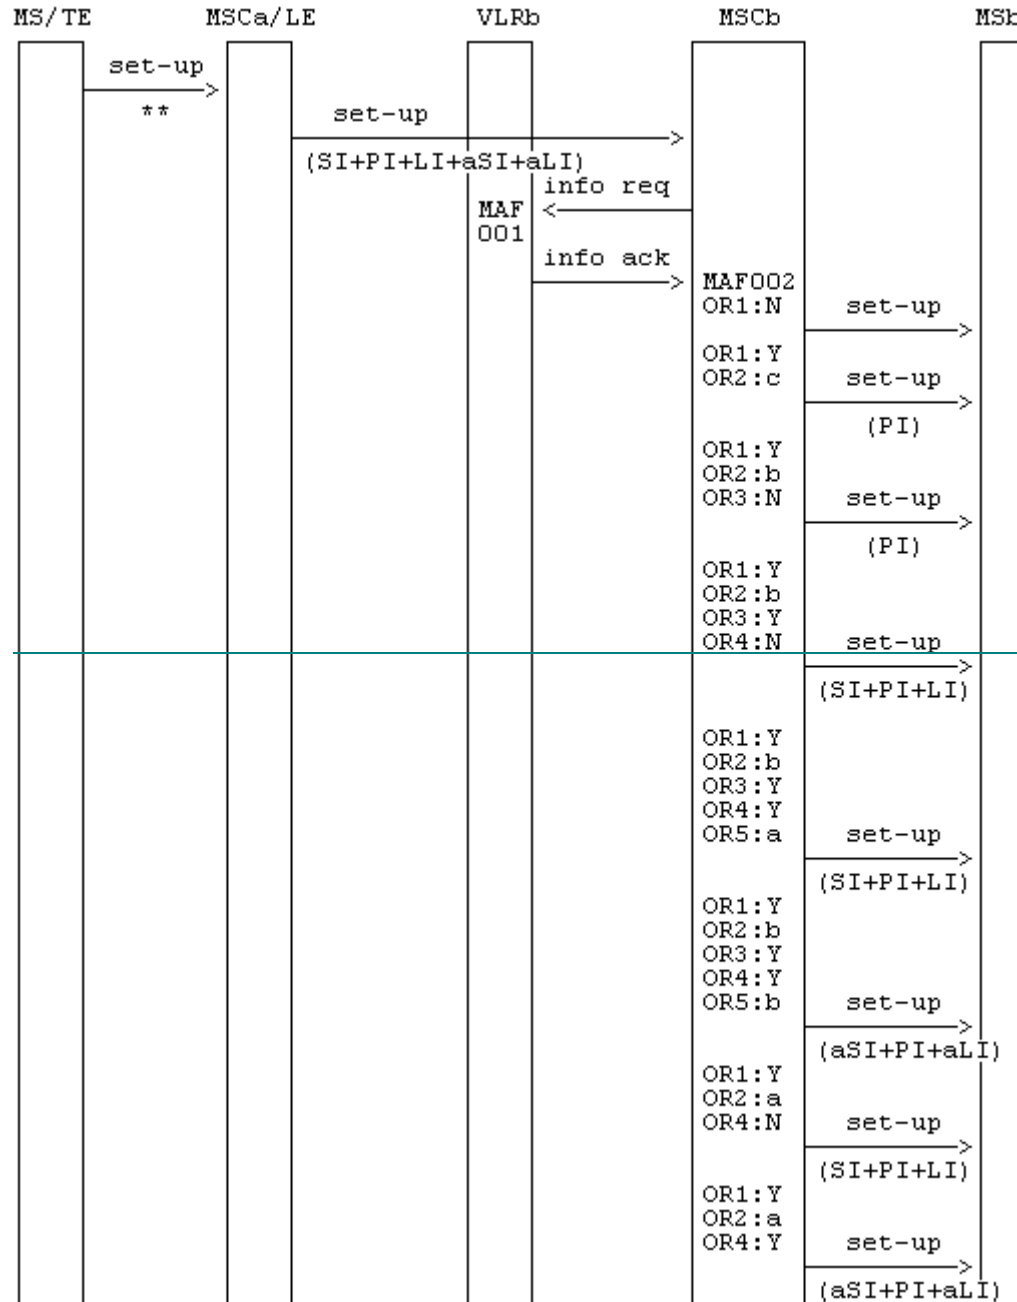 MS/TE MSCa/LE VLRb MSCb MSb
set-up
**
set-up
(SI+PI+LI+aSI+aLI)
info req
MAF
001
info ack
MAF002
OR1:N set-up
OR1:Y
OR2:c set-up
(PI)
OR1:Y
OR2:b
OR3:N set-up
(PI)
OR1:Y
OR2:b
OR3:Y
OR4:N set-up
(SI+PI+LI)
OR1:Y
OR2:b
OR3:Y
OR4:Y
OR5:a set-up
(SI+PI+LI)
OR1:Y
OR2:b
OR3:Y
OR4:Y
OR5:b set-up
(aSI+PI+aLI)
OR1:Y
OR2:a
OR4:N set-up
(SI+PI+LI)
OR1:Y
OR2:a
OR4:Y set-up
(aSI+PI+aLI)